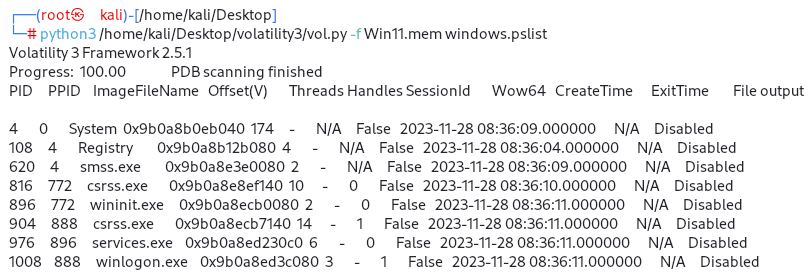 ┌──(root㉿kali)-[/home/kali/Desktop]
└─# python3 /home/kali/Desktop/volatility3/vol.py -f Win11.mem windows.pslist
Volatility 3 Framework 2.5.1
Progress: 100.00 PDB scanning finished
PID PPID ImageFileName Offset(V) Threads Handles SessionId Wow64 CreateTime ExitTime File output
4 0 System 0x9b0a8b0eb040 174 - N/A False 2023-11-28 08:36:09.000000 N/A Disabled
108 4 Registry 0x9b0a8b12b080 4 - N/A False 2023-11-28 08:36:04.000000 N/A Disabled
620 4 smss.exe 0x9b0a8e3e0080 2 - N/A False 2023-11-28 08:36:09.000000 N/A Disabled
816 772 csrss.exe 0x9b0a8e8ef140 10 - 0 False 2023-11-28 08:36:10.000000 N/A Disabled
896 772 wininit.exe 0x9b0a8ecb0080 2 - 0 False 2023-11-28 08:36:11.000000 N/A Disabled
904 888 csrss.exe 0x9b0a8ecb7140 14 - 1 False 2023-11-28 08:36:11.000000 N/A Disabled
976 896 services.exe 0x9b0a8ed230c0 6 - 0 False 2023-11-28 08:36:11.000000 N/A Disabled
1008 888 winlogon.exe 0x9b0a8ed3c080 3 - 1 False 2023-11-28 08:36:11.000000 N/A Disabled